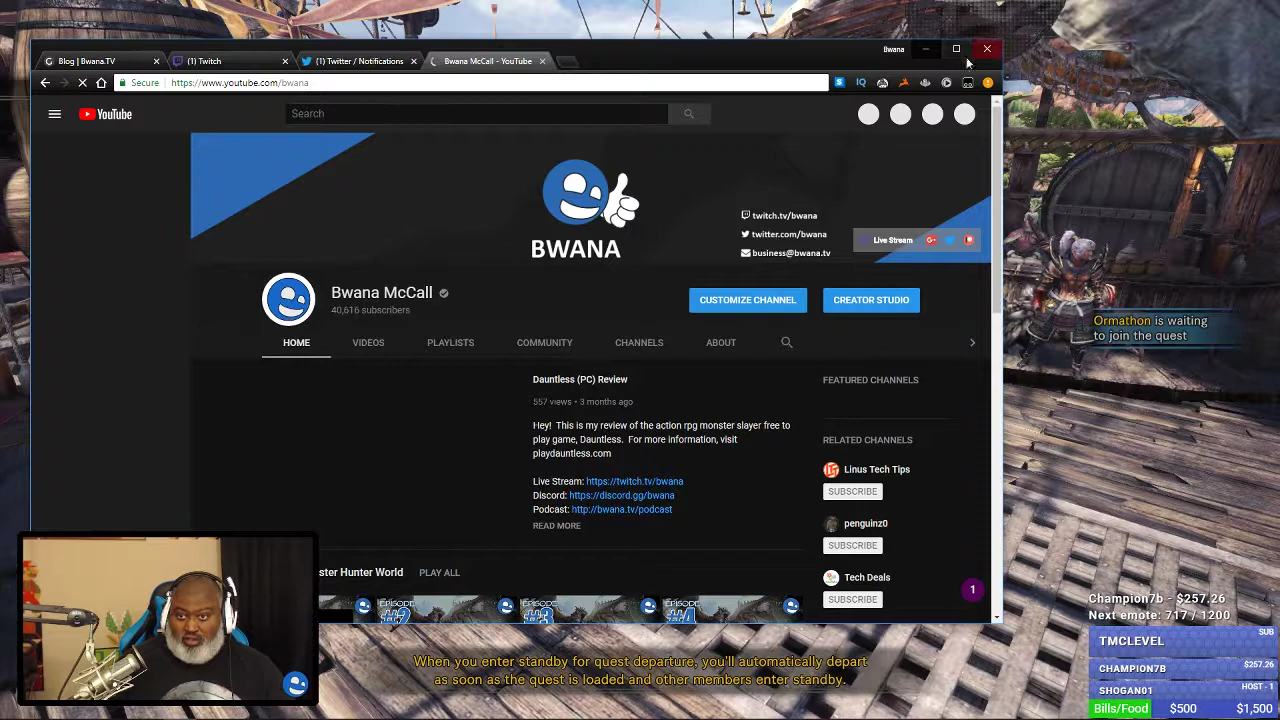 Bwana
Blog | Bwana.TV
(1) Twitch
(1) Twitter / Notifications
Bwana McCall - YouTube
Secure
https://www.youtube.com/bwana
IQ
YouTube
Search
twitch.tv/bwana
twitter.com/bwana
business@bwana.tv
Live Stream
BWANA
Bwana McCall
40,616 subscribers
CUSTOMIZE CHANNEL
CREATOR STUDIO
HOME
VIDEOS
PLAYLISTS
COMMUNITY
CHANNELS
ABOUT
Dauntless (PC) Review
557 views • 3 months ago
Hey! This is my review of the action rpg monster slayer free to
play game, Dauntless. For more information, visit
playdauntless.com
Live Stream: https://twitch.tv/bwana
Discord: https://discord.gg/bwana
Podcast: http://bwana.tv/podcast
READ MORE
FEATURED CHANNELS
RELATED CHANNELS
Linus Tech Tips
SUBSCRIBE
penguinz0
SUBSCRIBE
Tech Deals
SUBSCRIBE
ster Hunter World
PLAY ALL
EPISODE
EPISODE
EPISODE
EPISODE
1
Ormathon is waiting
to join the quest
When you enter standby for quest departure, you'll automatically depart
as soon as the quest is loaded and other members enter standby.
Champion7b - $257.26
Next emote: 717 / 1200
TMCLEVEL
SUB
CHAMPION7B
$257.26
SHOGAN01
HOST - 1
Bills/Food
$500
$1,500